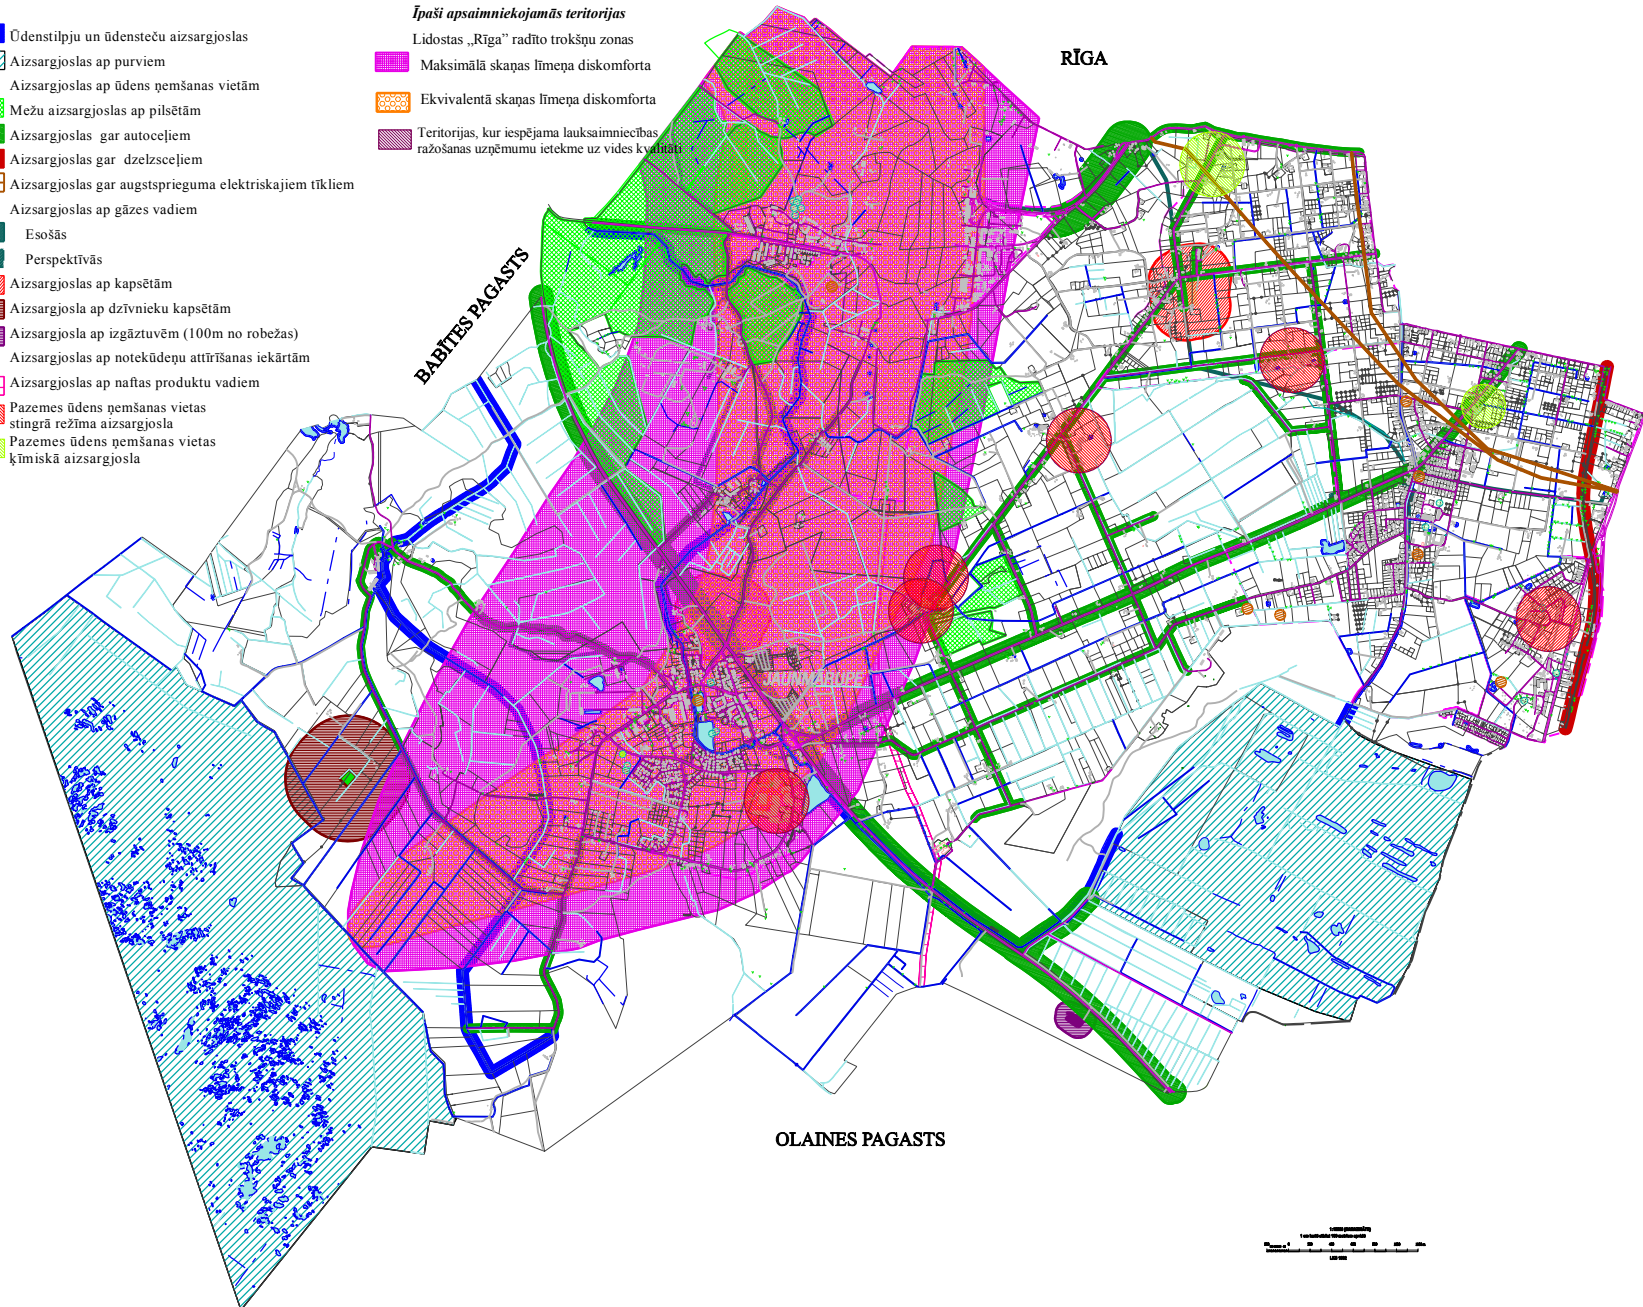 Ūdenstilpju un ūdensteču aizsargjoslas
Aizsargjoslas ap purviem
Aizsargjoslas ap ūdens ņemšanas vietām
Mežu aizsargjoslas ap pilsētām
Aizsargjoslas gar autoceļiem
Aizsargjoslas gar dzelzsceļiem
Aizsargjoslas gar augstsprieguma elektriskajiem tīkliem
Aizsargjoslas ap gāzes vadiem
Esošās
Perspektīvās
Aizsargjoslas ap kapsētām
Aizsargjosla ap dzīvnieku kapsētām
Aizsargjosla ap izgāztuvēm (100m no robežas)
Aizsargjoslas ap notekūdeņu attīrīšanas iekārtām
Aizsargjoslas ap naftas produktu vadiem
Pazemes ūdens ņemšanas vietas
stingrā režīma aizsargjosla
Pazemes ūdens ņemšanas vietas
ķīmiskā aizsargjosla
Īpaši apsaimniekojamās teritorijas
Lidostas „Rīga” radīto trokšņu zonas
Maksimālā skaņas līmeņa diskomforta
Ekvivalentā skaņas līmeņa diskomforta
Teritorijas, kur iespējama lauksaimniecības
ražošanas uzņēmumu ietekme uz vides kvalitāti
RĪGA
BABĪTES PAGASTS
JAUNMĀRUPE
OLAINES PAGASTS